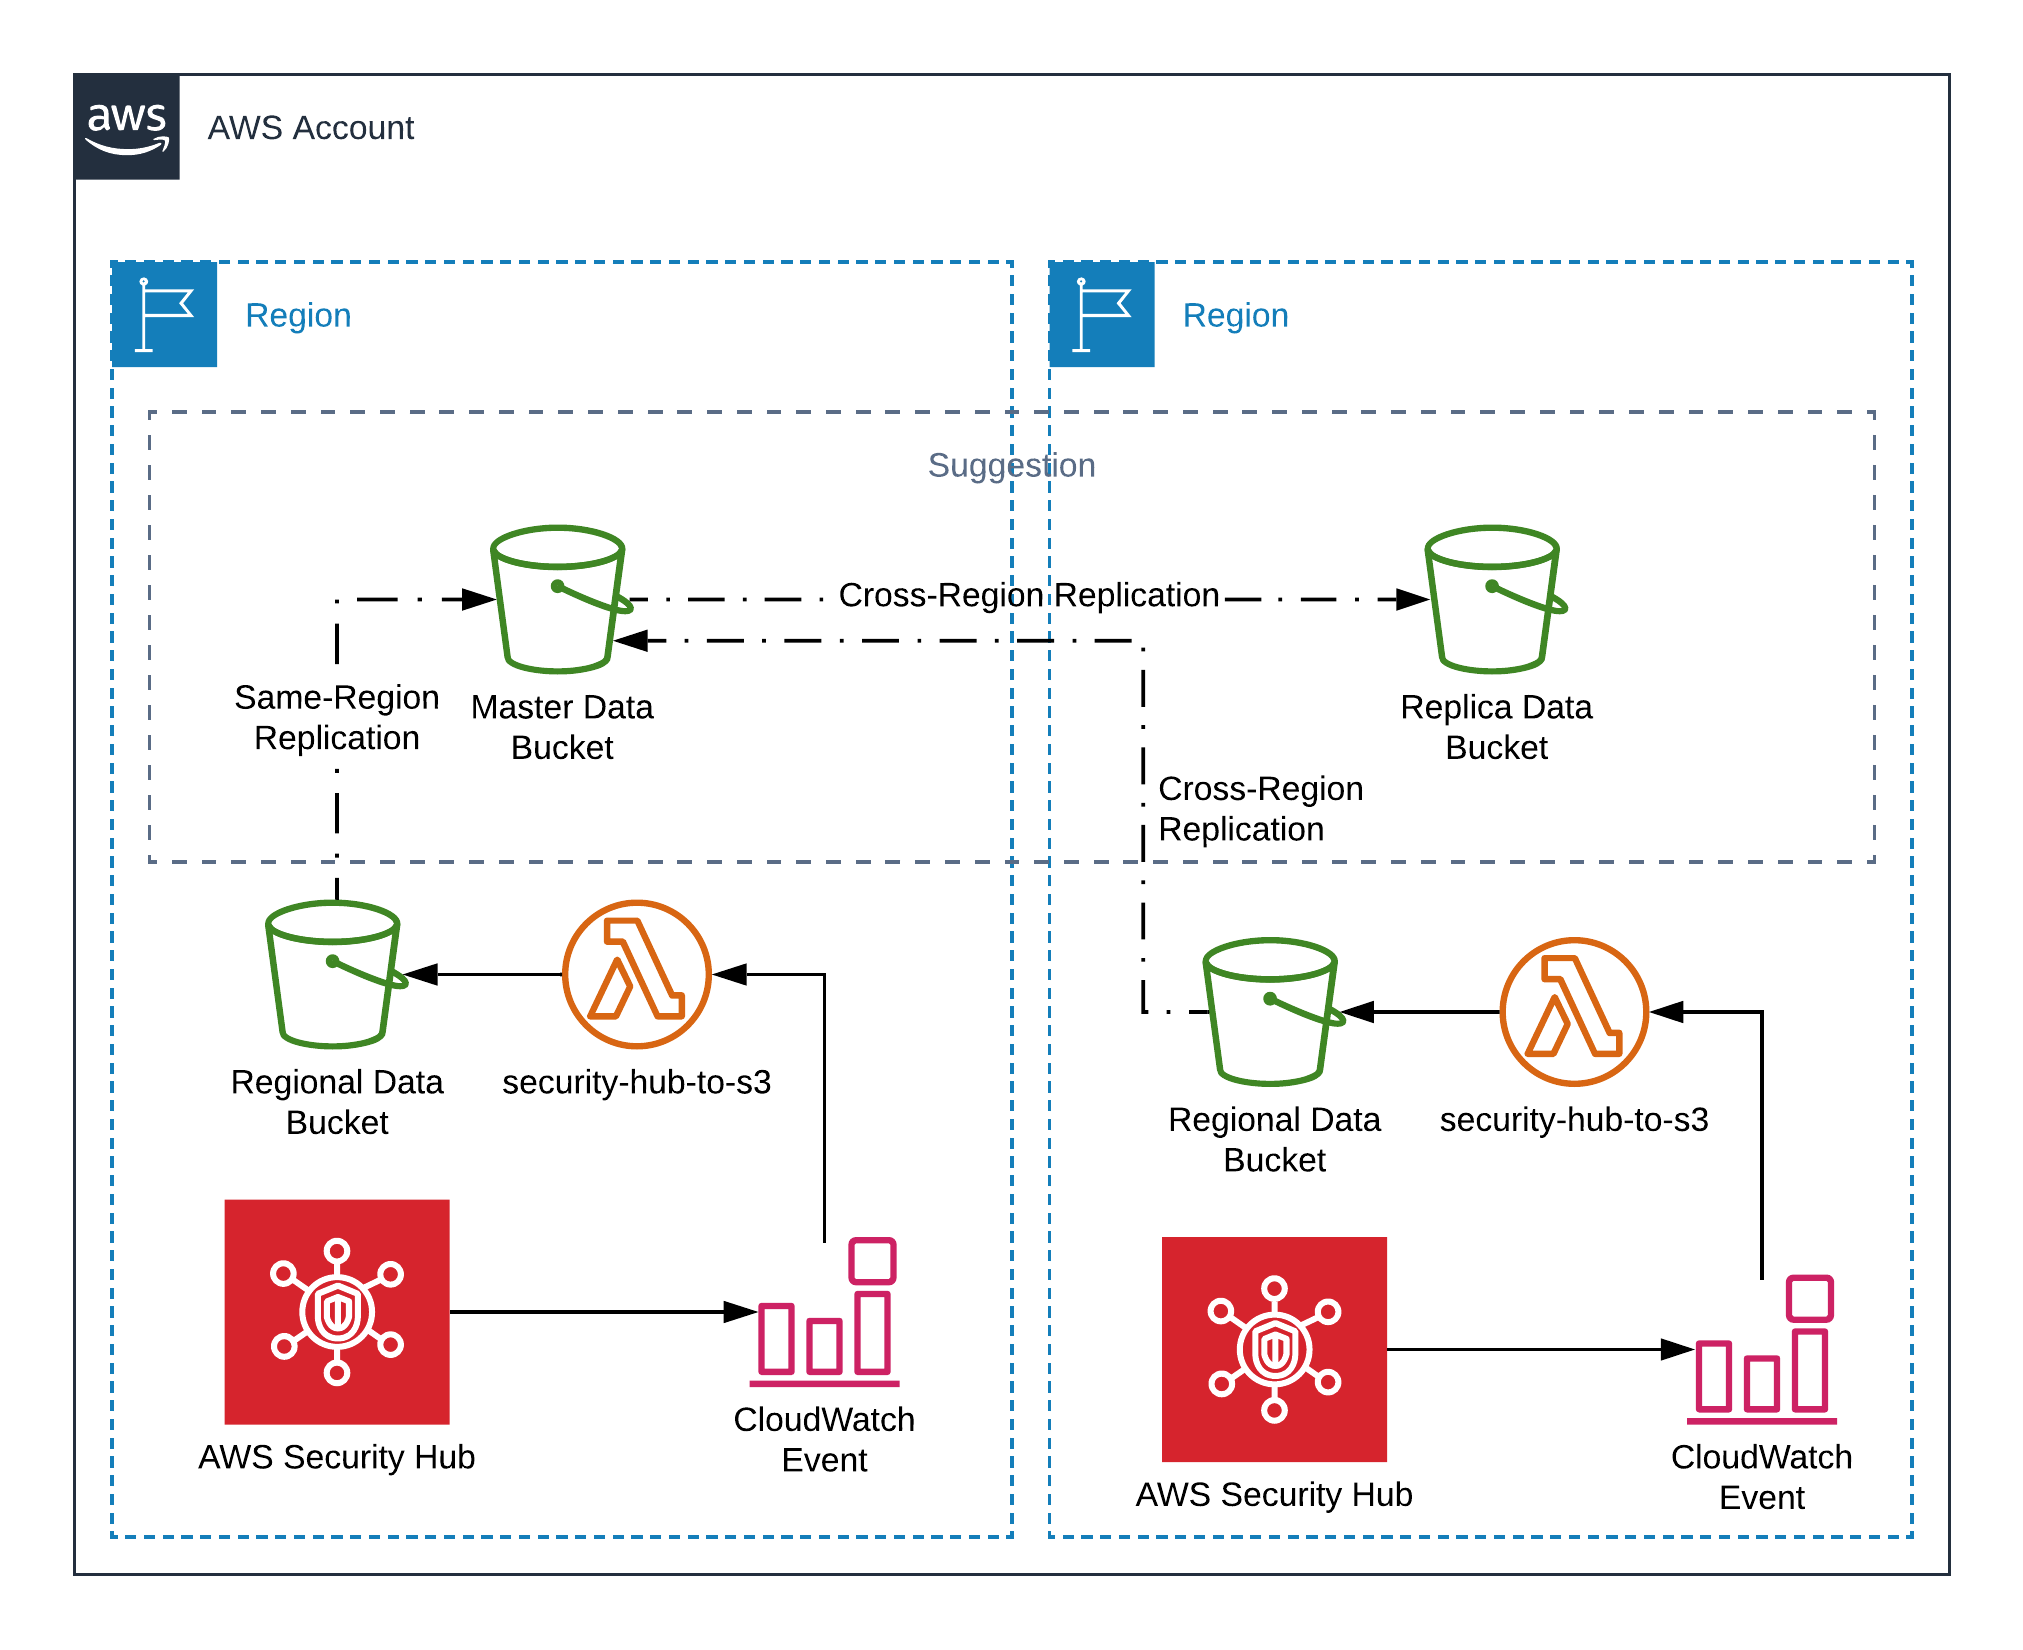 aws
AWS Account
Region
Region
Suggestion
Cross-Region Replication
Same-Region
Replication
Master Data
Bucket
Replica Data
Bucket
Cross-Region
Replication
Regional Data
Bucket
security-hub-to-s3
Regional Data
Bucket
security-hub-to-s3
AWS Security Hub
CloudWatch
Event
AWS Security Hub
CloudWatch
Event